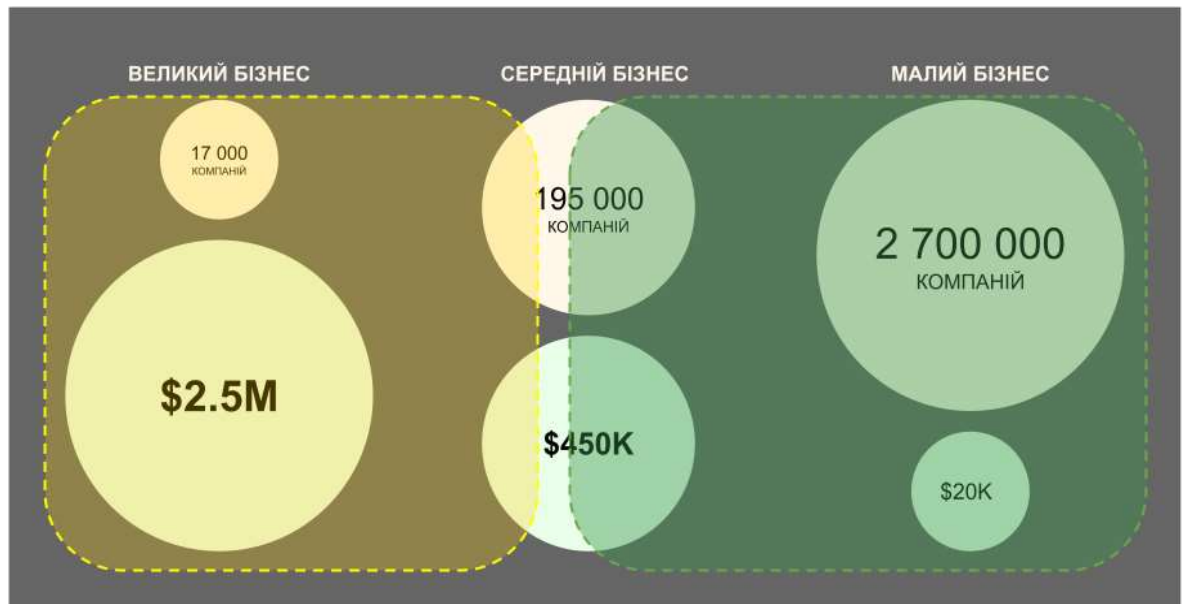 ВЕЛИКИЙ БІЗНЕС
СЕРЕДНІЙ БІЗНЕС
МАЛИЙ БІЗНЕС
17 000
КОМПАНІЙ
195 000
КОМПАНІЙ
2 700 000
КОМПАНІЙ
$2.5M
$450K
$20K